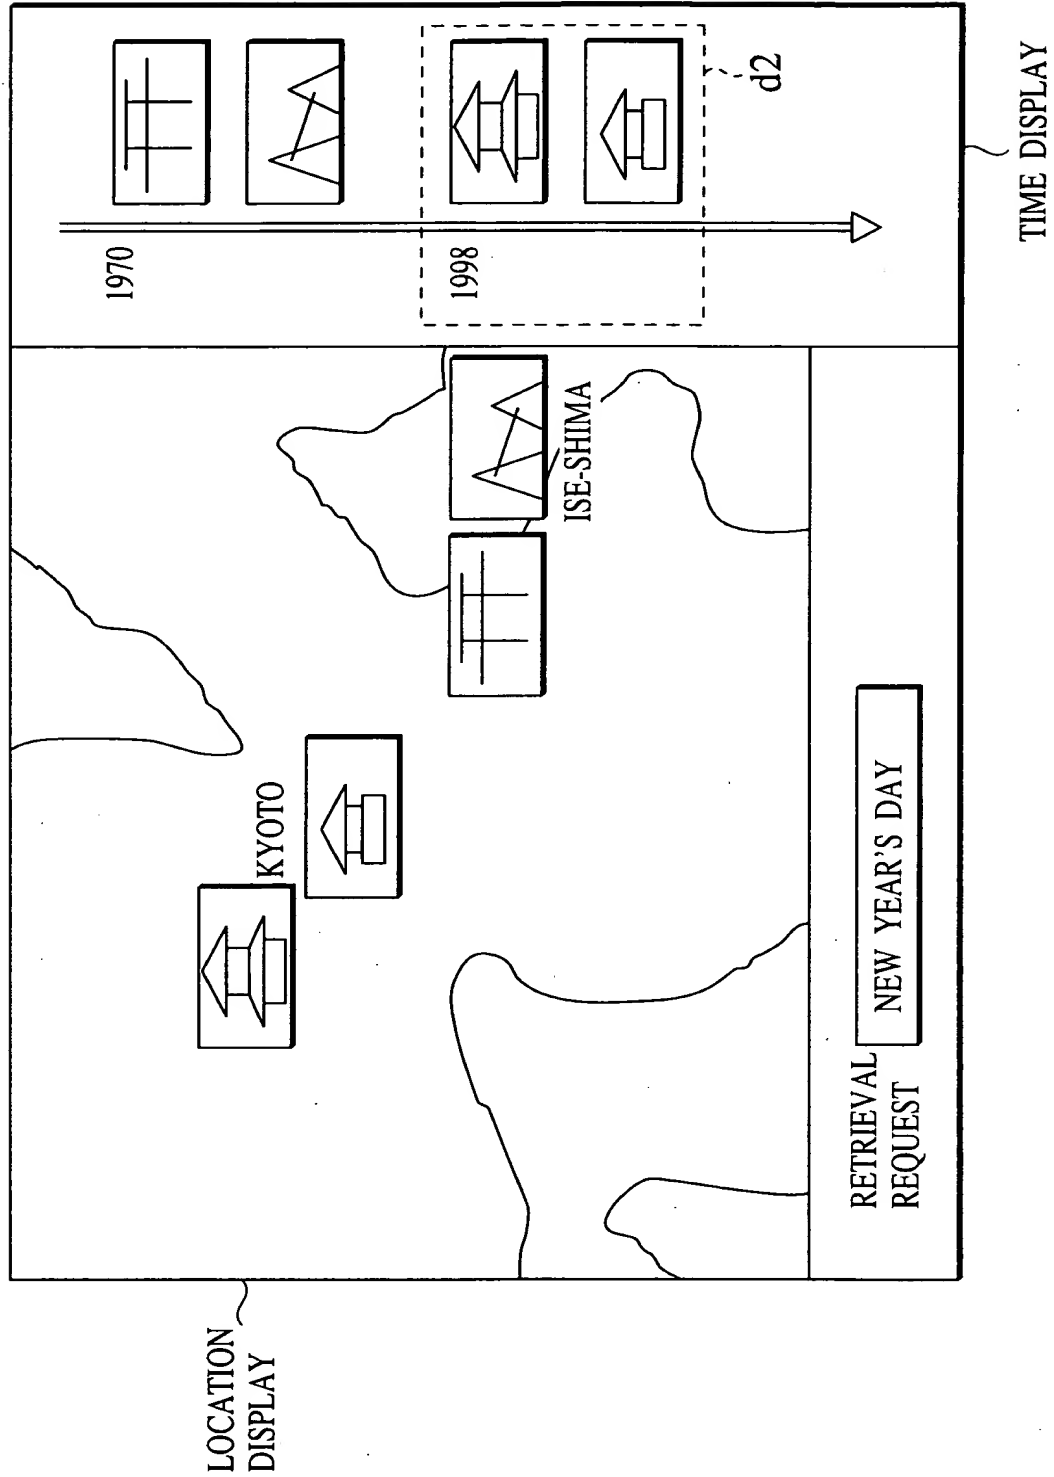 LOCATION
DISPLAY
KYOTO
ISE-SHIMA
1970
1998
d2
TIME DISPLAY
RETRIEVAL
REQUEST
NEW YEAR'S DAY